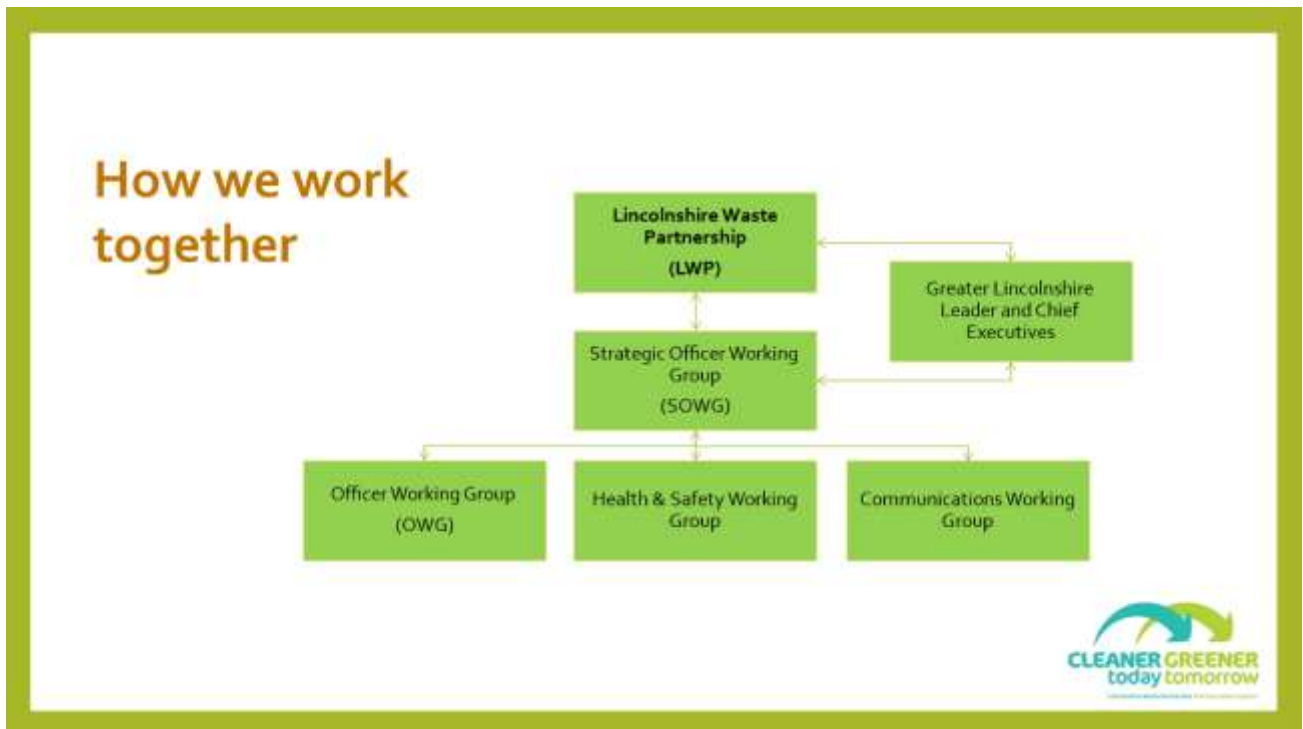 How we work
together
Lincolnshire Waste
Partnership
(LWP)
Greater Lincolnshire
Leader and Chief
Executives
Strategic Officer Working
Group
(SOWG)
Officer Working Group
(OWG)
Health & Safety Working
Group
Communications Working
Group
CLEANER GREENER
today tomorrow